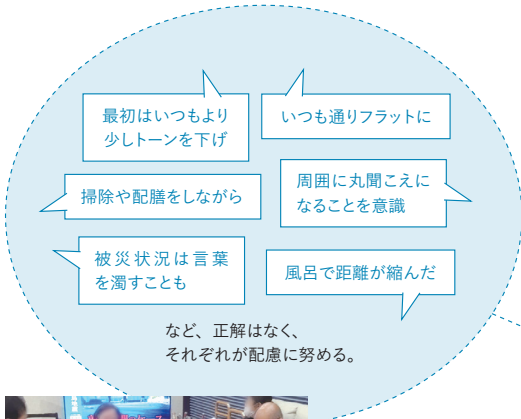 最初はいつもより
少しトーンを下げ
いつも通りフラットに
掃除や配膳をしながら
周囲に丸聞こえに
なることを意識
被災状況は言葉
を濁すことも
風呂で距離が縮んだ
など、正解はなく、
それぞれが配慮に努める。